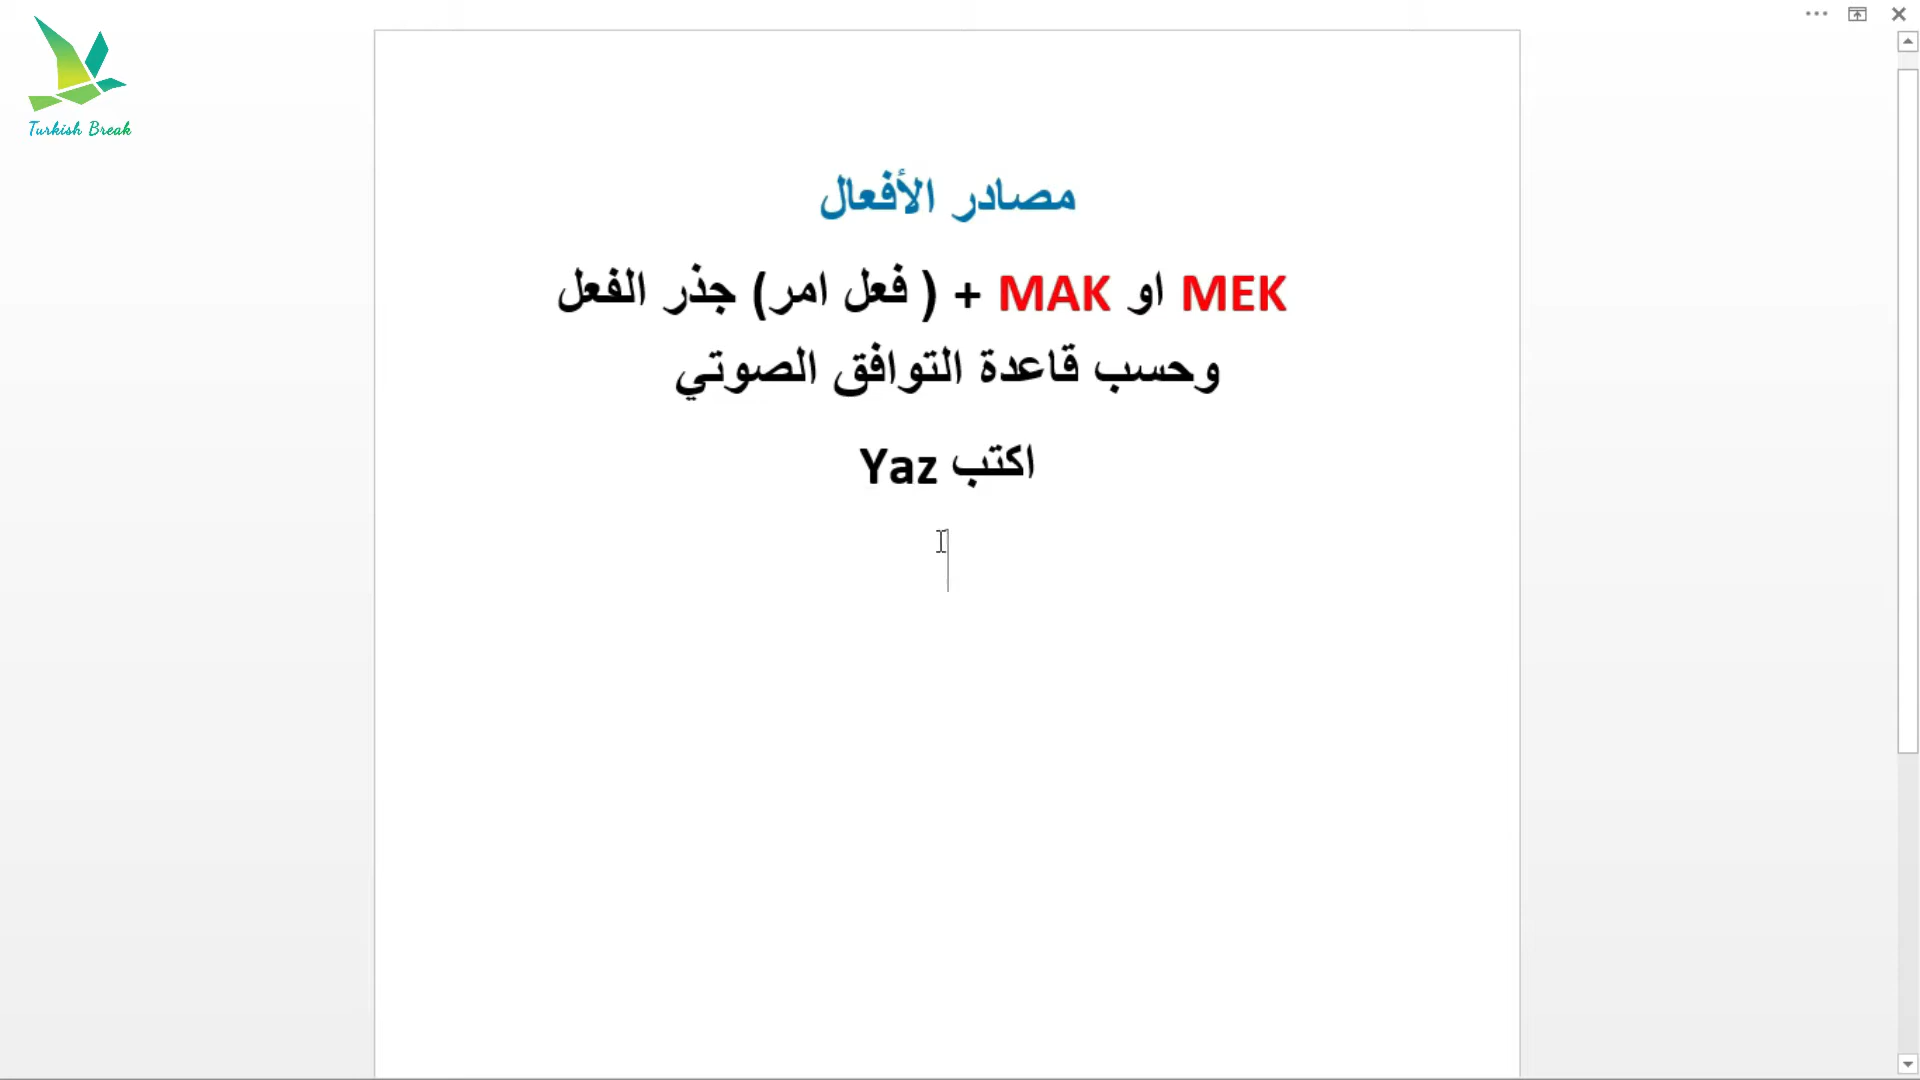 Turkish Break
مصادر الأفعال
جذر الفعل (فعل امر ) + MAK او MEK
وحسب قاعدة التوافق الصوتي
اكتب Yaz